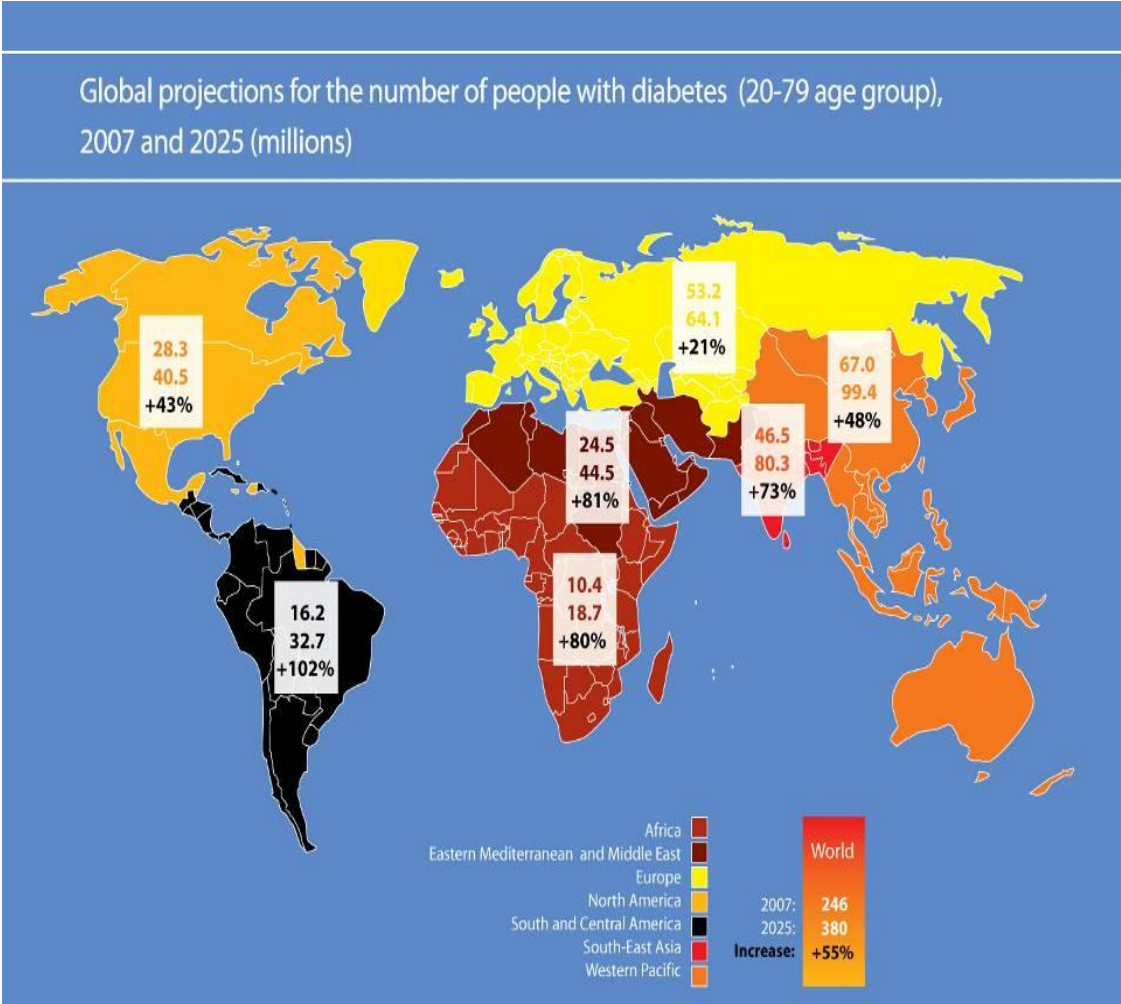 Global projections for the number of people with diabetes (20-79 age group),
2007 and 2025 (millions)
28.3
40.5
+43%
53.2
64.1
+21%
67.0
99.4
+48%
24.5
44.5
+81%
46.5
80.3
+73%
10.4
18.7
+80%
16.2
32.7
+102%
Africa
Eastern Mediterranean and Middle East
Europe
North America
South and Central America
South-East Asia
Western Pacific
World
2007: 246
2025: 380
Increase: +55%